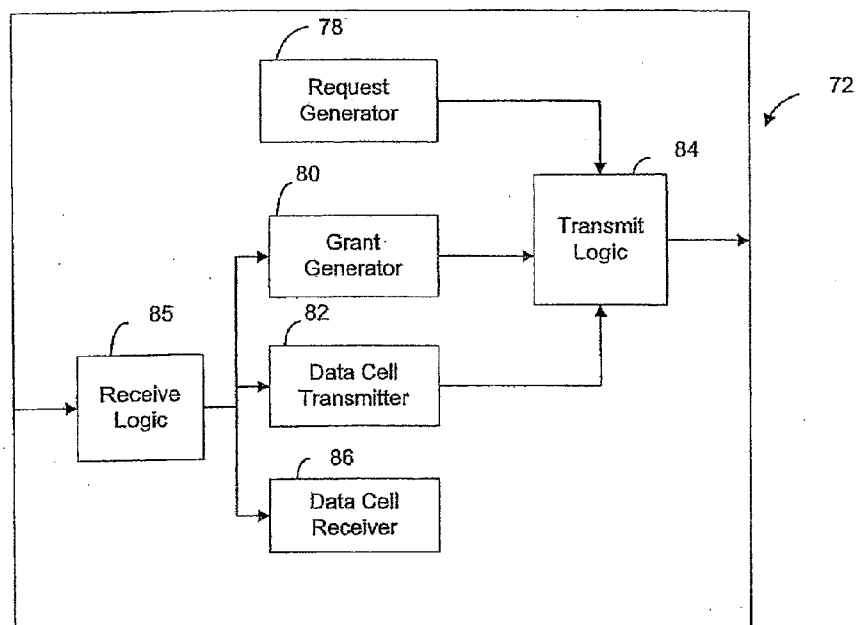 78
Request
Generator
72
80
84
Grant
Generator
Transmit
Logic
85
82
Receive
Logic
Data Cell
Transmitter
86
Data Cell
Receiver